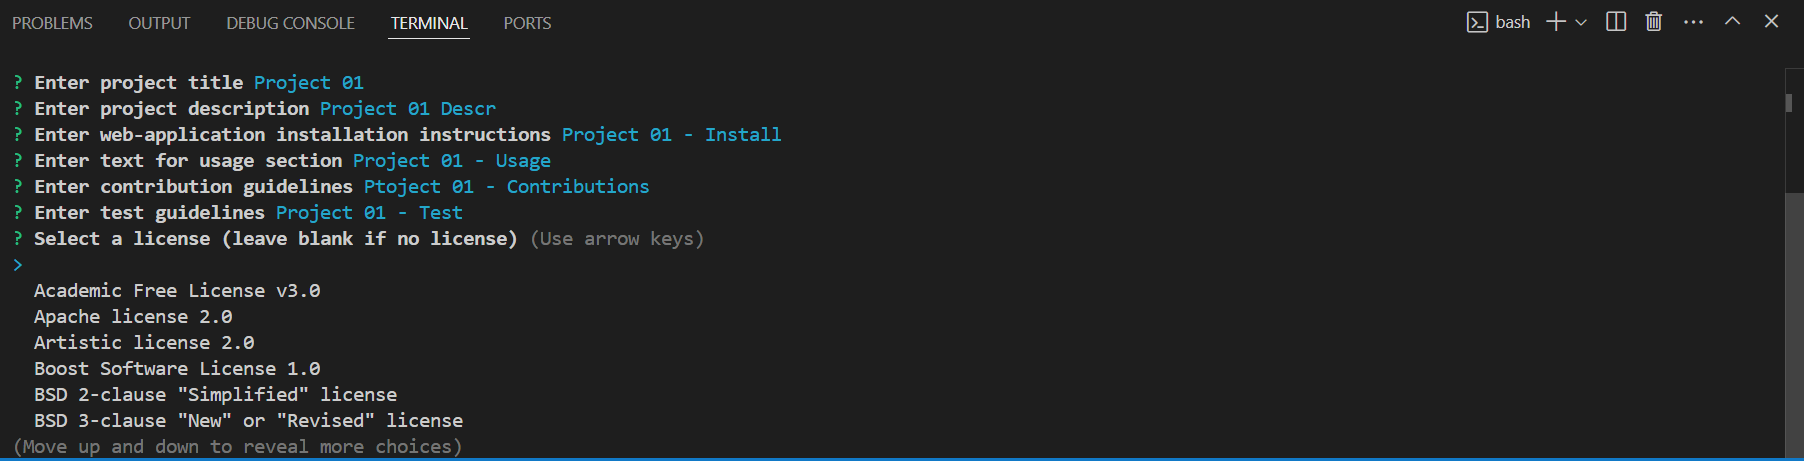 PROBLEMS OUTPUT DEBUG CONSOLE TERMINAL PORTS bash
? Enter project title Project 01
? Enter project description Project 01 Descr
? Enter web-application installation instructions Project 01 - Install
? Enter text for usage section Project 01 - Usage
? Enter contribution guidelines Ptoject 01 - Contributions
? Enter test guidelines Project 01 - Test
? Select a license (leave blank if no license) (Use arrow keys)
>
Academic Free License v3.0
Apache license 2.0
Artistic license 2.0
Boost Software License 1.0
BSD 2-clause "Simplified" license
BSD 3-clause "New" or "Revised" license
(Move up and down to reveal more choices)